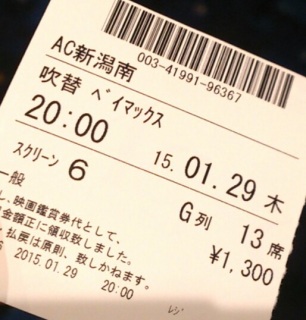 003-41991-96367
AC新潟南
吹替 ベイマックス
20:00 15.01.29 木
スクリーン 6 G列 13席
一般 ¥1,300
し、映画鑑賞券代として、
金額正に領収致しました。
払戻は原則、致しかねます。
6 2015.01.29 20:00
レジ